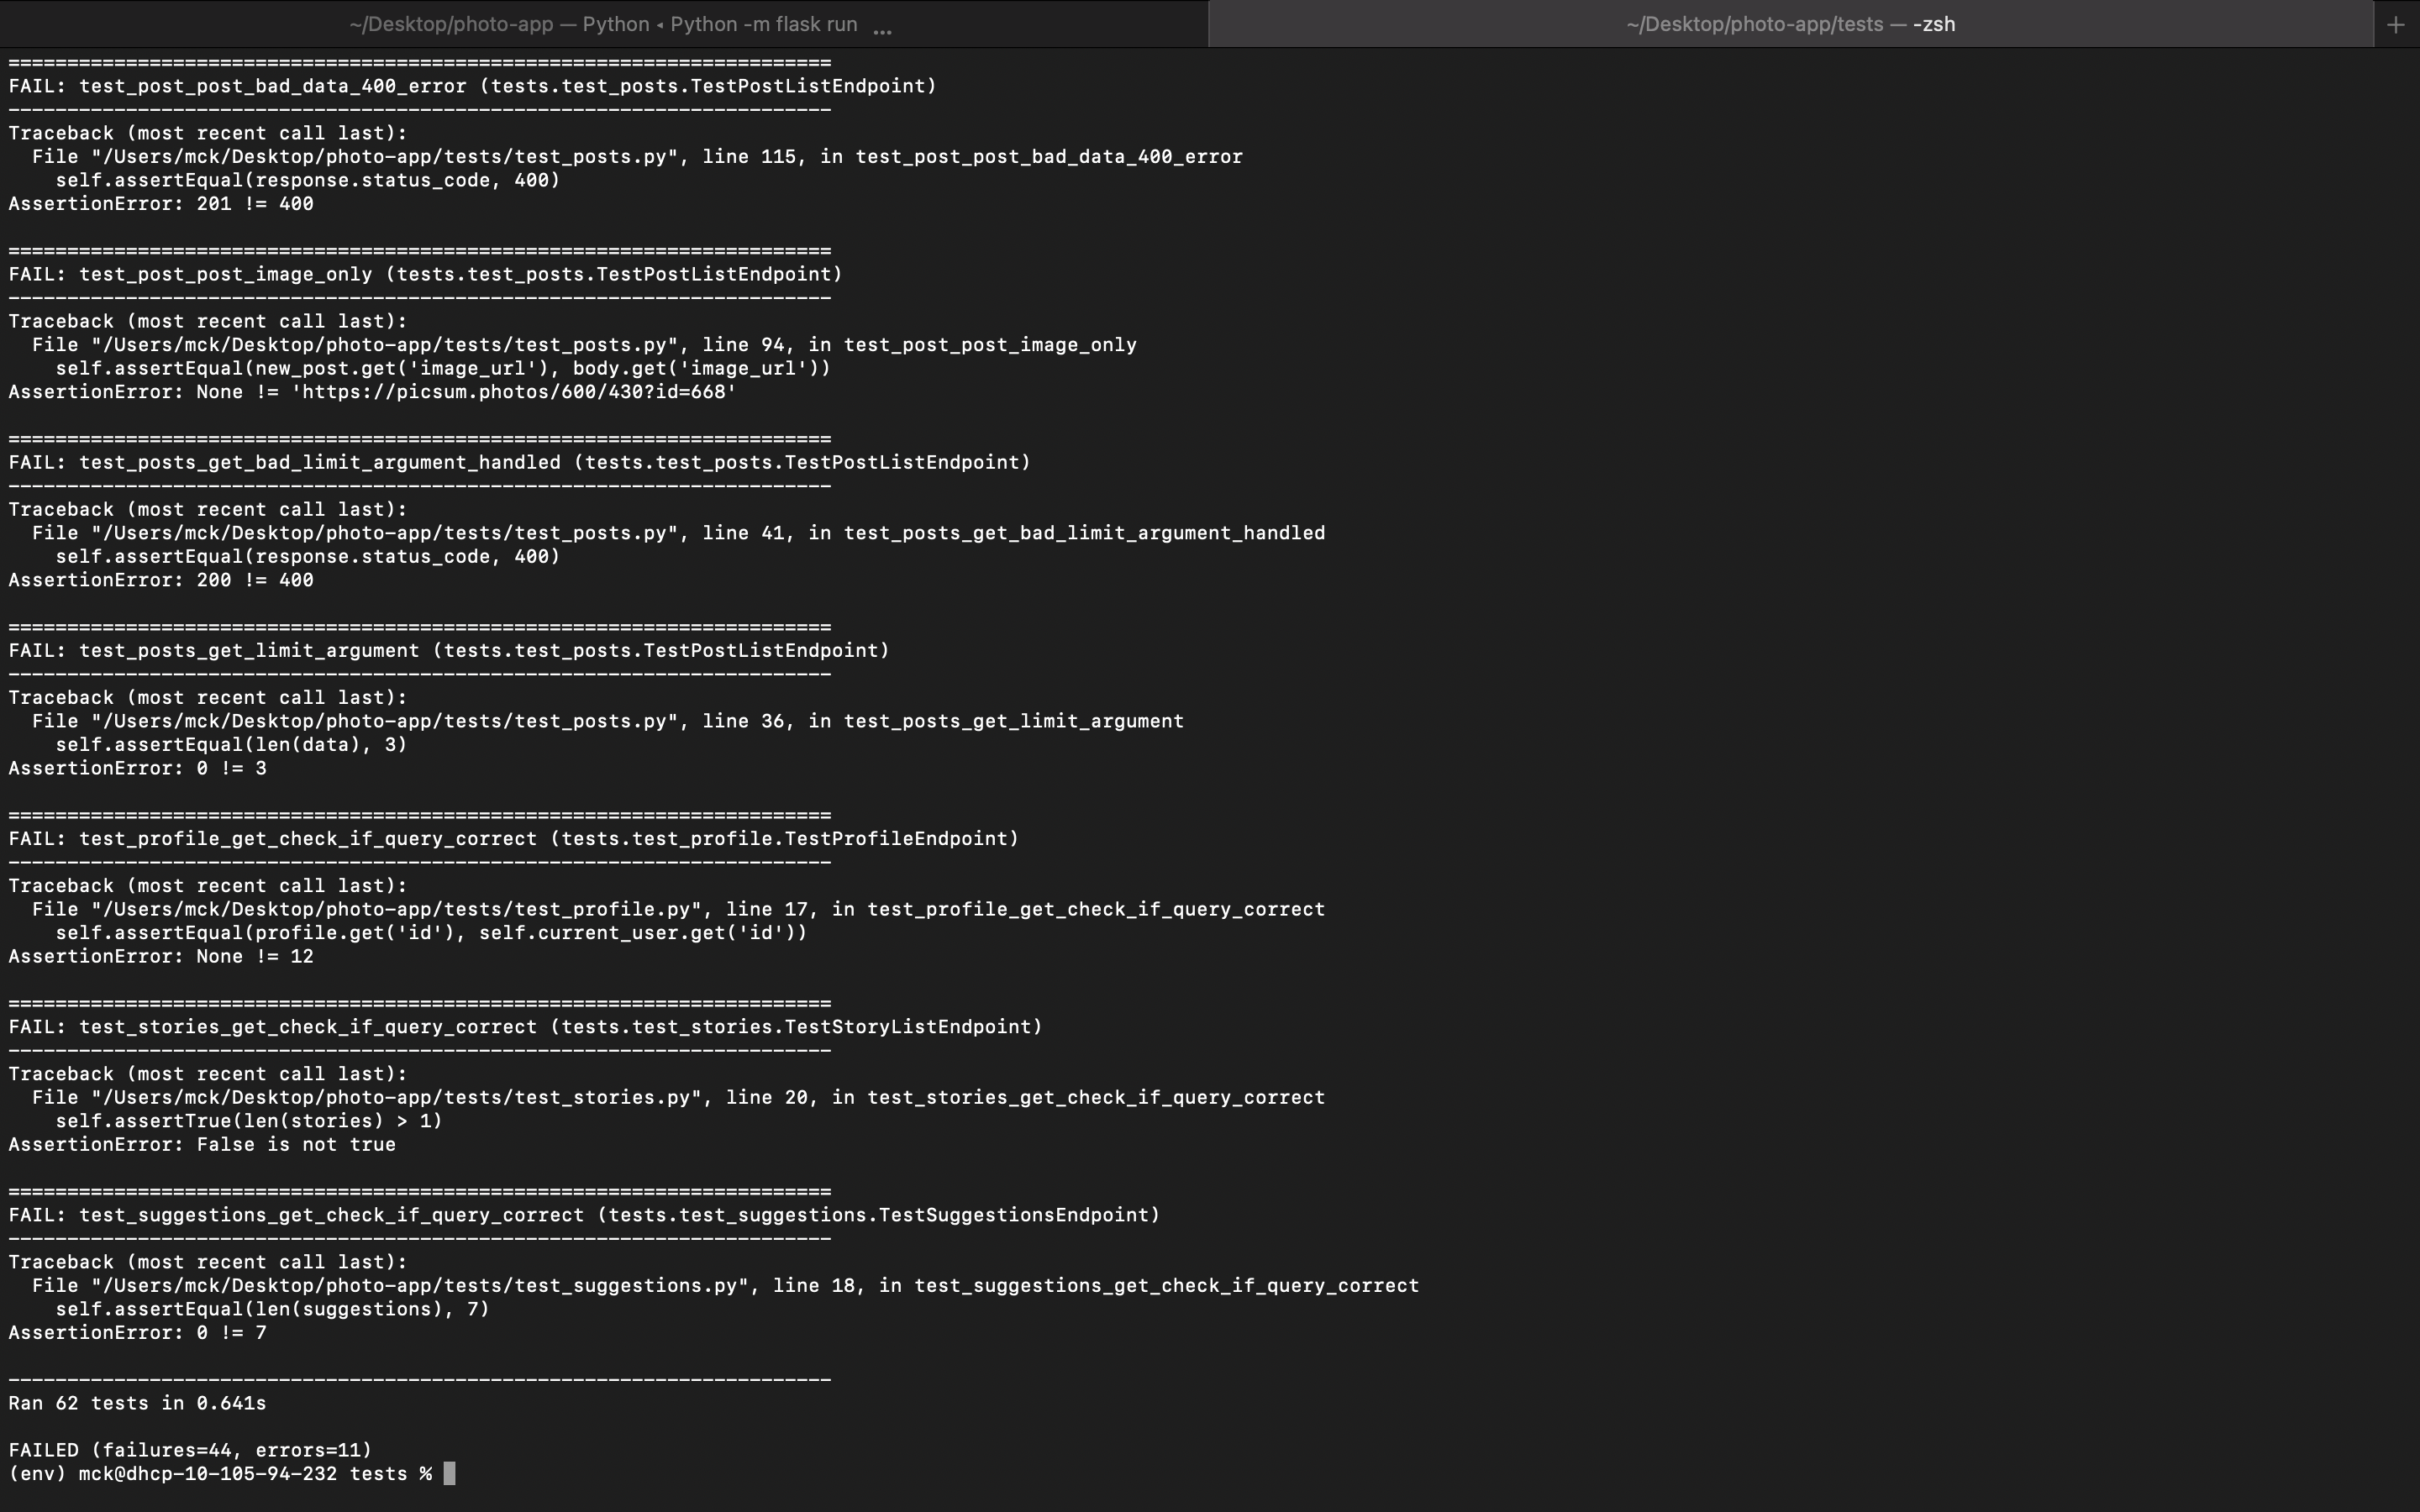 ~/Desktop/photo-app — Python ◂ Python -m flask run ...
~/Desktop/photo-app/tests — -zsh
+
======================================================================
FAIL: test_post_post_bad_data_400_error (tests.test_posts.TestPostListEndpoint)
----------------------------------------------------------------------
Traceback (most recent call last):
  File "/Users/mck/Desktop/photo-app/tests/test_posts.py", line 115, in test_post_post_bad_data_400_error
    self.assertEqual(response.status_code, 400)
AssertionError: 201 != 400
======================================================================
FAIL: test_post_post_image_only (tests.test_posts.TestPostListEndpoint)
----------------------------------------------------------------------
Traceback (most recent call last):
  File "/Users/mck/Desktop/photo-app/tests/test_posts.py", line 94, in test_post_post_image_only
    self.assertEqual(new_post.get('image_url'), body.get('image_url'))
AssertionError: None != 'https://picsum.photos/600/430?id=668'
======================================================================
FAIL: test_posts_get_bad_limit_argument_handled (tests.test_posts.TestPostListEndpoint)
----------------------------------------------------------------------
Traceback (most recent call last):
  File "/Users/mck/Desktop/photo-app/tests/test_posts.py", line 41, in test_posts_get_bad_limit_argument_handled
    self.assertEqual(response.status_code, 400)
AssertionError: 200 != 400
======================================================================
FAIL: test_posts_get_limit_argument (tests.test_posts.TestPostListEndpoint)
----------------------------------------------------------------------
Traceback (most recent call last):
  File "/Users/mck/Desktop/photo-app/tests/test_posts.py", line 36, in test_posts_get_limit_argument
    self.assertEqual(len(data), 3)
AssertionError: 0 != 3
======================================================================
FAIL: test_profile_get_check_if_query_correct (tests.test_profile.TestProfileEndpoint)
----------------------------------------------------------------------
Traceback (most recent call last):
  File "/Users/mck/Desktop/photo-app/tests/test_profile.py", line 17, in test_profile_get_check_if_query_correct
    self.assertEqual(profile.get('id'), self.current_user.get('id'))
AssertionError: None != 12
======================================================================
FAIL: test_stories_get_check_if_query_correct (tests.test_stories.TestStoryListEndpoint)
----------------------------------------------------------------------
Traceback (most recent call last):
  File "/Users/mck/Desktop/photo-app/tests/test_stories.py", line 20, in test_stories_get_check_if_query_correct
    self.assertTrue(len(stories) > 1)
AssertionError: False is not true
======================================================================
FAIL: test_suggestions_get_check_if_query_correct (tests.test_suggestions.TestSuggestionsEndpoint)
----------------------------------------------------------------------
Traceback (most recent call last):
  File "/Users/mck/Desktop/photo-app/tests/test_suggestions.py", line 18, in test_suggestions_get_check_if_query_correct
    self.assertEqual(len(suggestions), 7)
AssertionError: 0 != 7
----------------------------------------------------------------------
Ran 62 tests in 0.641s
FAILED (failures=44, errors=11)
(env) mck@dhcp-10-105-94-232 tests %